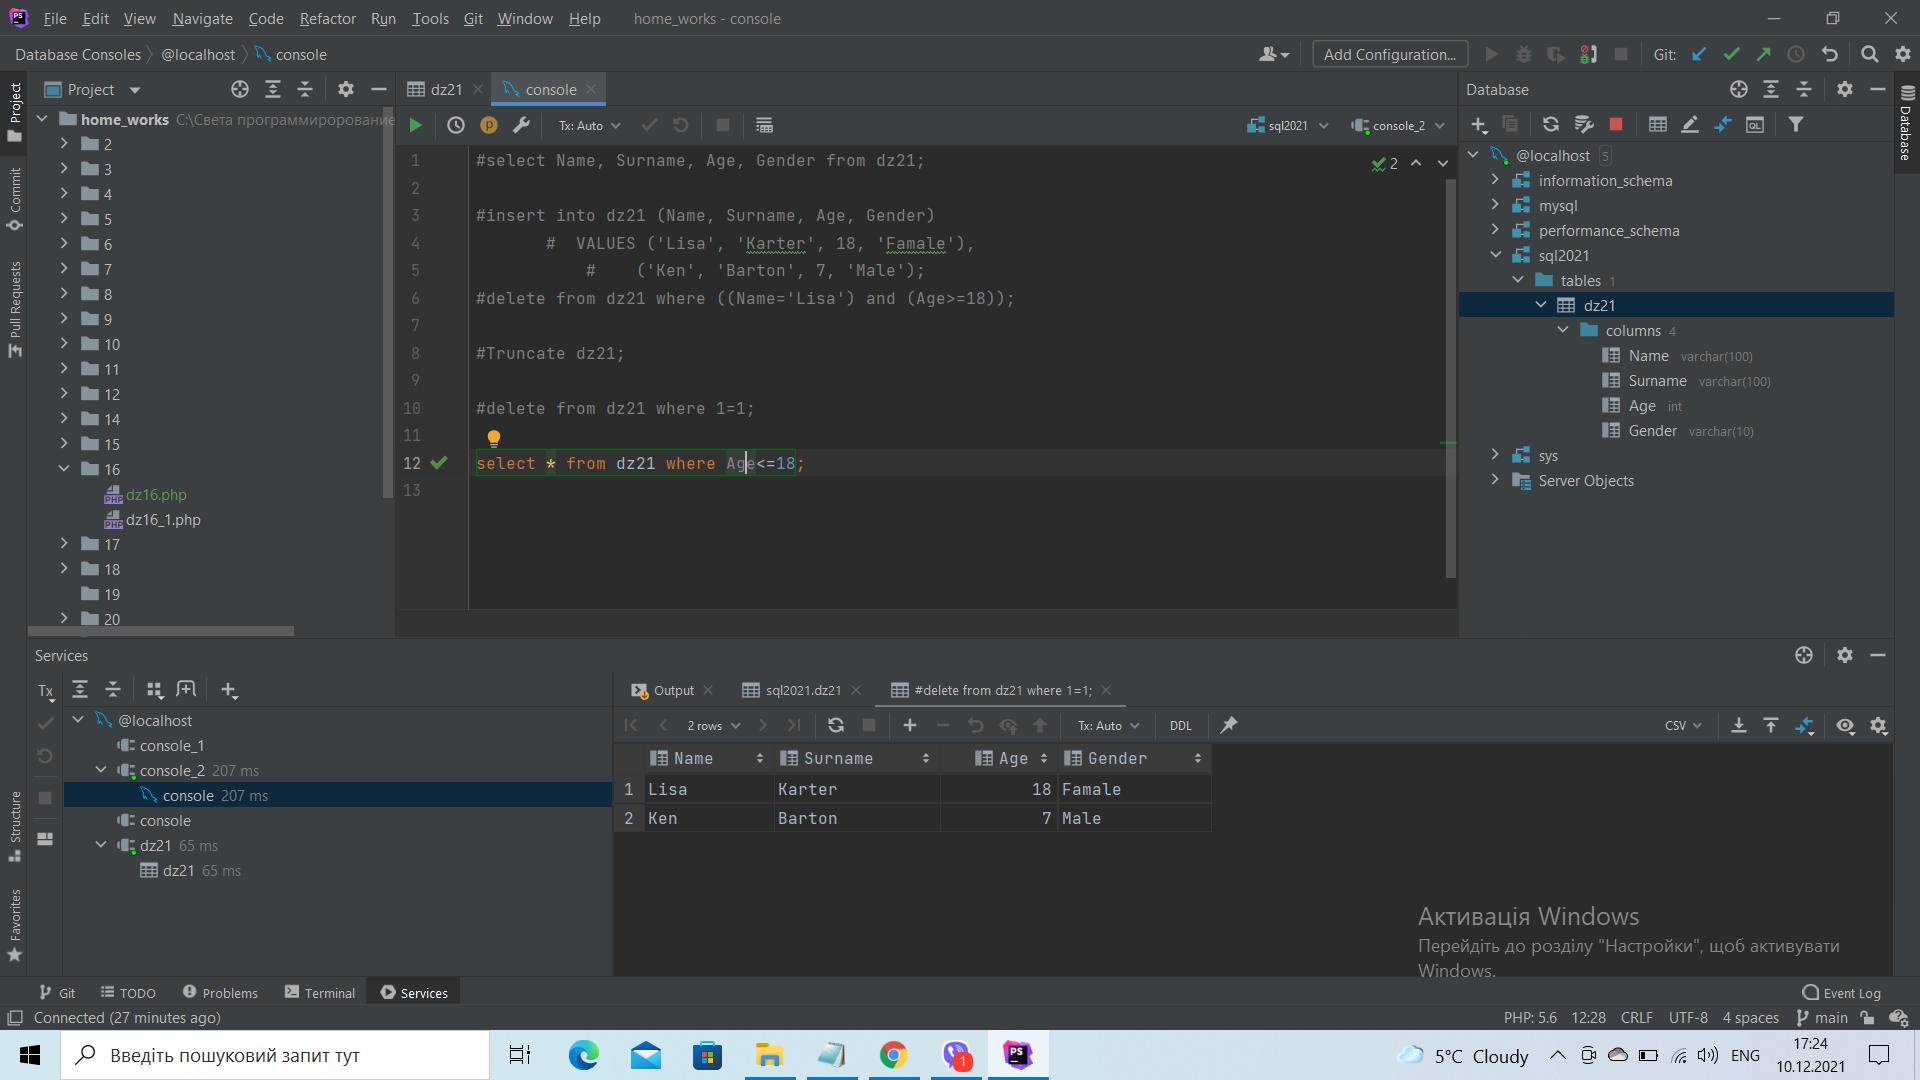 File Edit View Navigate Code Refactor Run Tools Git Window Help home_works - console
Database Consoles @localhost console
Add Configuration... Git:
Project
dz21 console
Database
home_works C:\Света программирорование
2
3
4
5
6
7
8
9
10
11
12
14
15
16
dz16.php
dz16_1.php
17
18
19
20
Project
Commit
Pull Requests
Structure
Favorites
Tx: Auto sql2021 console_2
1 #select Name, Surname, Age, Gender from dz21;
2
3 #insert into dz21 (Name, Surname, Age, Gender)
4 # VALUES ('Lisa', 'Karter', 18, 'Famale'),
5 # ('Ken', 'Barton', 7, 'Male');
6 #delete from dz21 where ((Name='Lisa') and (Age>=18));
7
8 #Truncate dz21;
9
10 #delete from dz21 where 1=1;
11
12 select * from dz21 where Age<=18;
13
2
@localhost 5
information_schema
mysql
performance_schema
sql2021
tables 1
dz21
columns 4
Name varchar(100)
Surname varchar(100)
Age int
Gender varchar(10)
sys
Server Objects
Database
Services
Tx
@localhost
console_1
console_2 207 ms
console 207 ms
console
dz21 65 ms
dz21 65 ms
Output sql2021.dz21 #delete from dz21 where 1=1;
2 rows Tx: Auto DDL CSV
Name Surname Age Gender
1 Lisa Karter 18 Famale
2 Ken Barton 7 Male
Активація Windows
Перейдіть до розділу "Настройки", щоб активувати
Windows.
Git TODO Problems Terminal Services Event Log
Connected (27 minutes ago) PHP: 5.6 12:28 CRLF UTF-8 4 spaces main
Введіть пошуковий запит тут
PS
1
5°C Cloudy ENG
17:24
10.12.2021